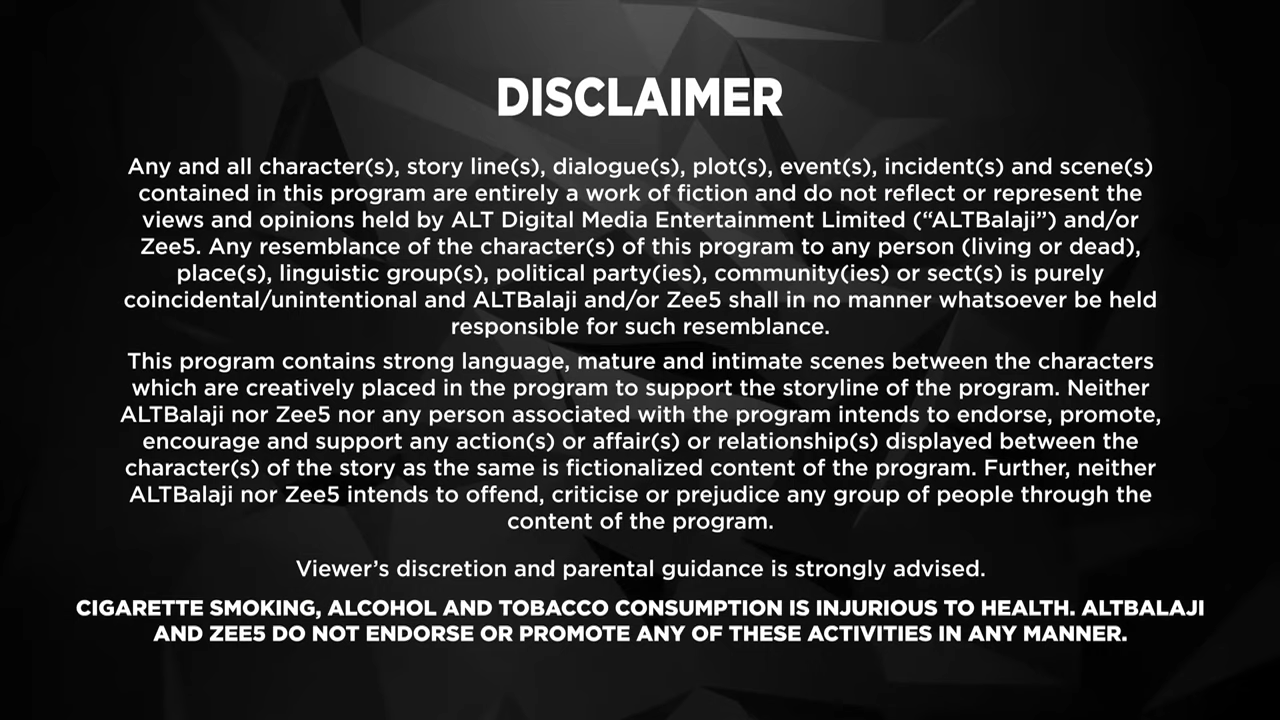 DISCLAIMER
Any and all character(s), story line(s), dialogue(s), plot(s), event(s), incident(s) and scene(s)
contained in this program are entirely a work of fiction and do not reflect or represent the
views and opinions held by ALT Digital Media Entertainment Limited (“ALTBalaji”) and/or
Zee5. Any resemblance of the character(s) of this program to any person (living or dead),
place(s), linguistic group(s), political party(ies), community(ies) or sect(s) is purely
coincidental/unintentional and ALTBalaji and/or Zee5 shall in no manner whatsoever be held
responsible for such resemblance.
This program contains strong language, mature and intimate scenes between the characters
which are creatively placed in the program to support the storyline of the program. Neither
ALTBalaji nor Zee5 nor any person associated with the program intends to endorse, promote,
encourage and support any action(s) or affair(s) or relationship(s) displayed between the
character(s) of the story as the same is fictionalized content of the program. Further, neither
ALTBalaji nor Zee5 intends to offend, criticise or prejudice any group of people through the
content of the program.
Viewer’s discretion and parental guidance is strongly advised.
CIGARETTE SMOKING, ALCOHOL AND TOBACCO CONSUMPTION IS INJURIOUS TO HEALTH. ALTBALAJI
AND ZEE5 DO NOT ENDORSE OR PROMOTE ANY OF THESE ACTIVITIES IN ANY MANNER.